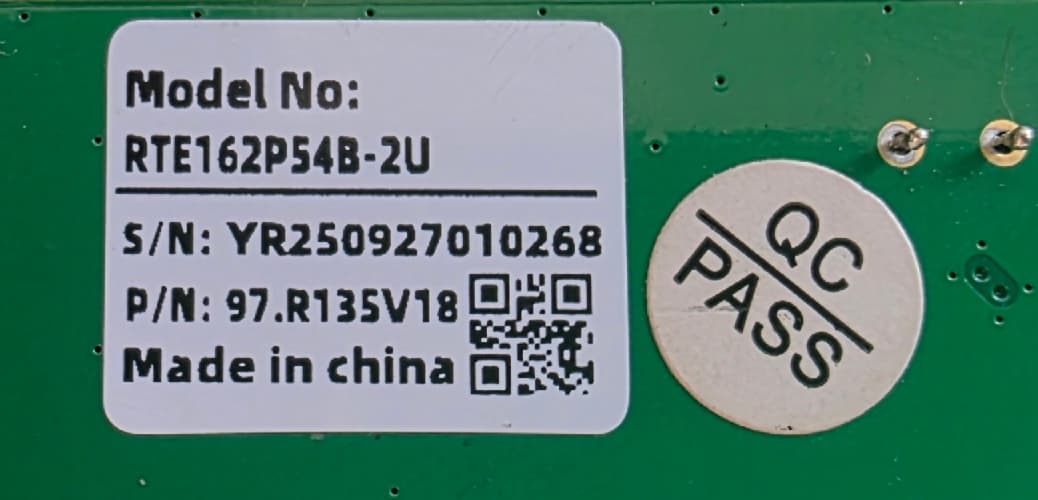 Model No:
RTE162P54B-2U
S/N: YR250927010268
P/N: 97.R135V18
Made in china
QC
PASS